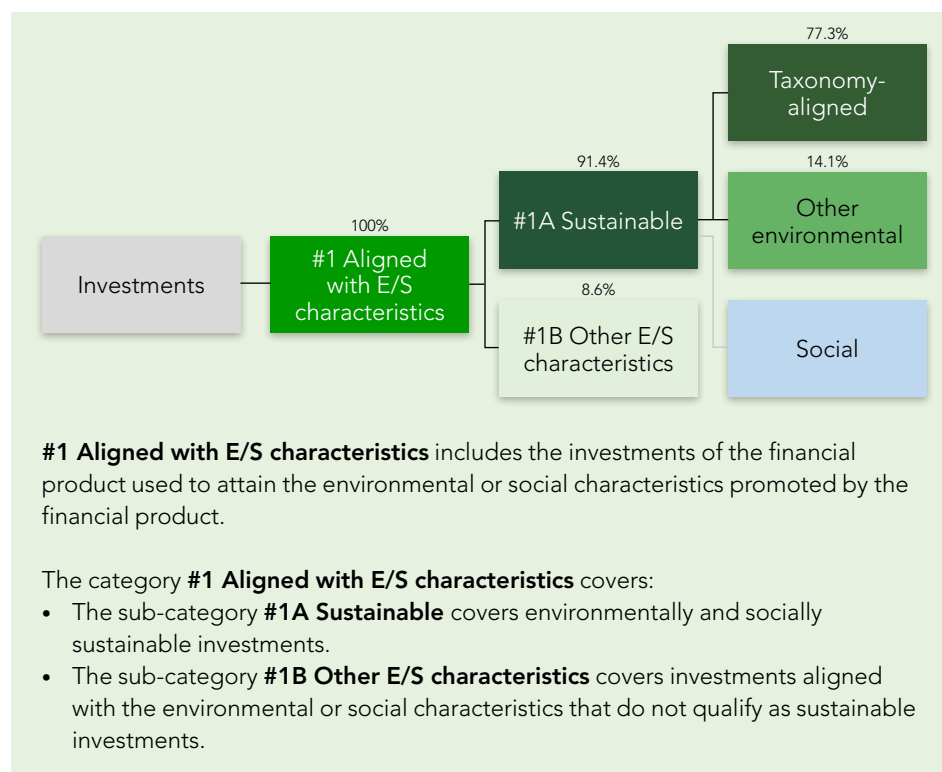 77.3%
Taxonomy-
aligned
91.4%
14.1%
#1A Sustainable
Other
environmental
100%
#1 Aligned
with E/S
characteristics
Investments
8.6%
#1B Other E/S
characteristics
Social
#1 Aligned with E/S characteristics includes the investments of the financial
product used to attain the environmental or social characteristics promoted by the
financial product.
The category #1 Aligned with E/S characteristics covers:
• The sub-category #1A Sustainable covers environmentally and socially
sustainable investments.
• The sub-category #1B Other E/S characteristics covers investments aligned
with the environmental or social characteristics that do not qualify as sustainable
investments.